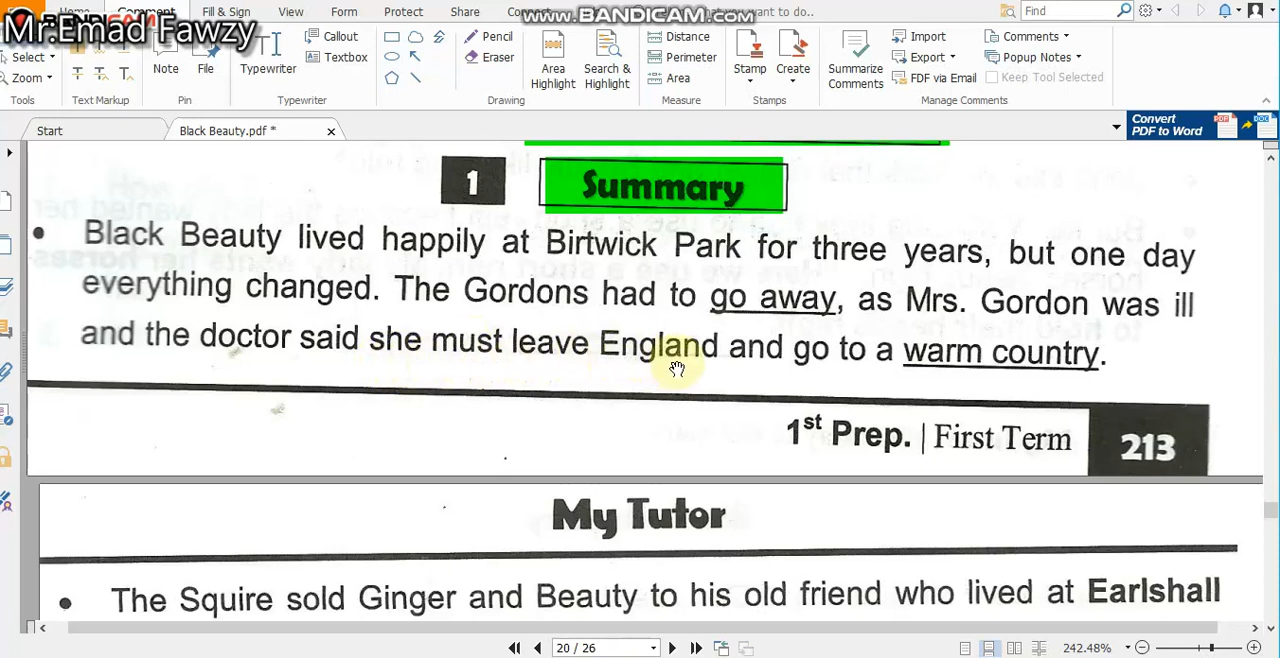 Comment Fill & Sign View Form Protect Share Connect
WWW.BANDICAM.COM
you want to do..
Find
Mr.Emad Fawzy
Select
Zoom
Tools
Text Markup
Note
File
Pin
Typewriter
Callout
Textbox
Typewriter
Pencil
Eraser
Drawing
Area Highlight
Search & Highlight
Distance
Perimeter
Area
Measure
Stamp
Create
Stamps
Summarize Comments
Import
Export
FDF via Email
Comments
Popup Notes
Keep Tool Selected
Manage Comments
Start
Black Beauty.pdf *
Convert
PDF to Word
1 Summary
Black Beauty lived happily at Birtwick Park for three years, but one day
everything changed. The Gordons had to go away, as Mrs. Gordon was ill
and the doctor said she must leave England and go to a warm country.
1st Prep. | First Term 213
My Tutor
The Squire sold Ginger and Beauty to his old friend who lived at Earlshall
20 / 26
242.48%